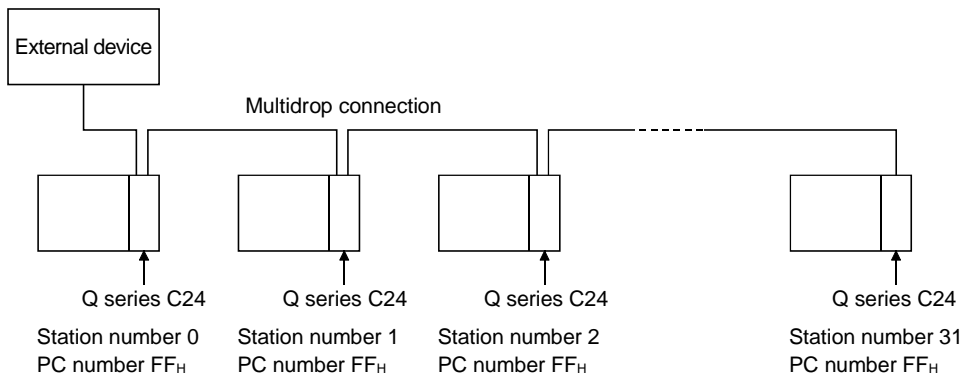 External device
Multidrop connection
Q series C24
Station number 0
PC number FFH
Q series C24
Station number 1
PC number FFH
Q series C24
Station number 2
PC number FFH
Q series C24
Station number 31
PC number FFH